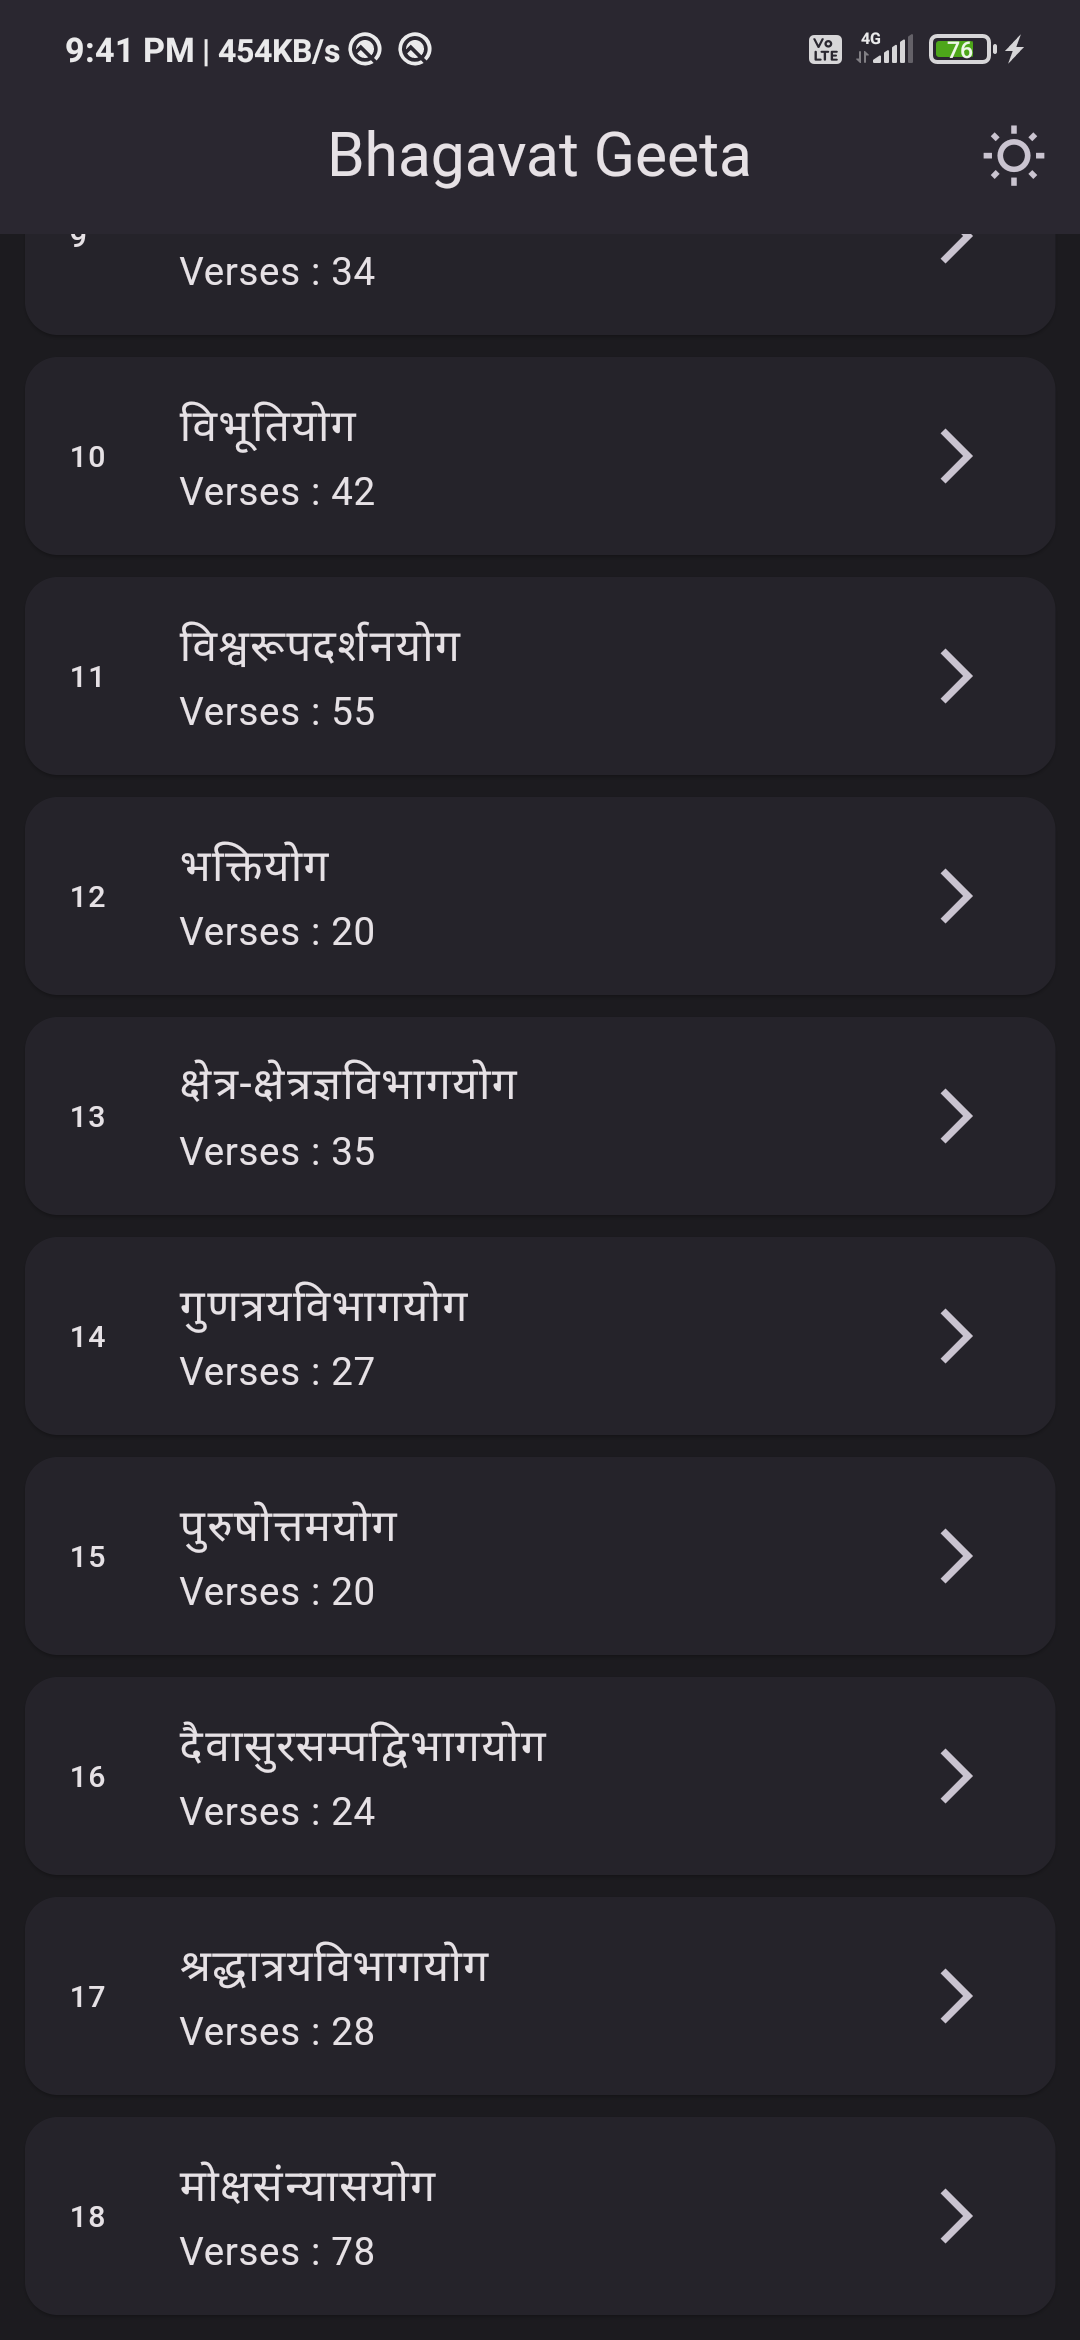 9:41 PM | 454KB/s
Vo LTE 4G 76
Bhagavat Geeta
9
Verses : 34
10
विभूतियोग
Verses : 42
11
विश्वरूपदर्शनयोग
Verses : 55
12
भक्तियोग
Verses : 20
13
क्षेत्र-क्षेत्रज्ञविभागयोग
Verses : 35
14
गुणत्रयविभागयोग
Verses : 27
15
पुरुषोत्तमयोग
Verses : 20
16
दैवासुरसम्पद्विभागयोग
Verses : 24
17
श्रद्धात्रयविभागयोग
Verses : 28
18
मोक्षसंन्यासयोग
Verses : 78